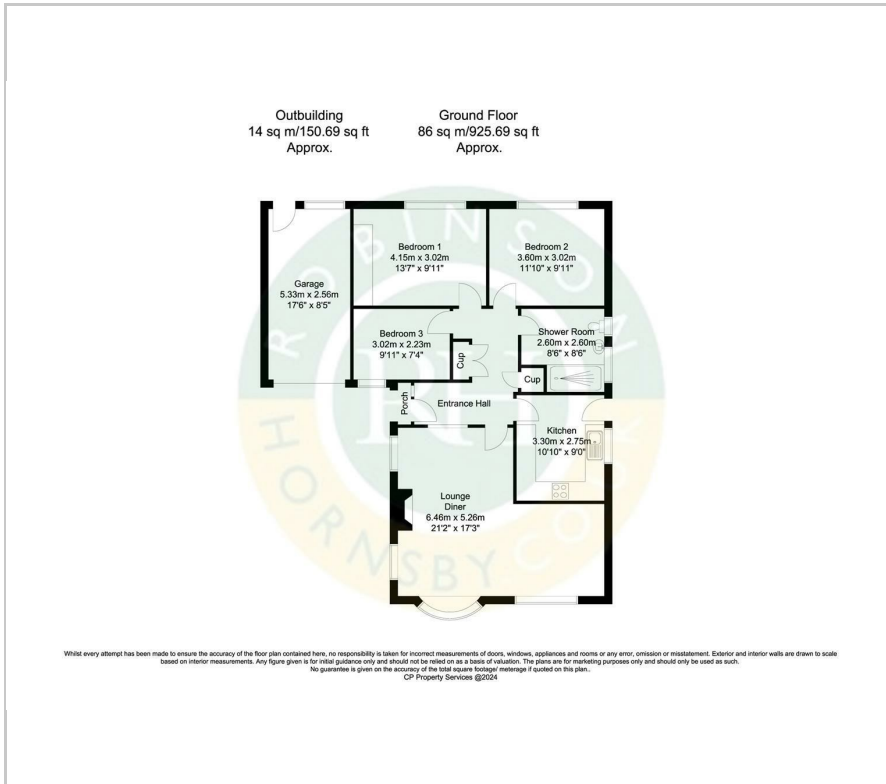 Outbuilding
14 sq m/150.69 sq ft
Approx.
Ground Floor
86 sq m/925.69 sq ft
Approx.
ROBINSON
HORNSBY COOK
RH
Bedroom 1
4.15m x 3.02m
13'7" x 9'11"
Bedroom 2
3.60m x 3.02m
11'10" x 9'11"
Garage
5.33m x 2.56m
17'6" x 8'5"
Bedroom 3
3.02m x 2.23m
9'11" x 7'4"
Shower Room
2.60m x 2.60m
8'6" x 8'6"
Cup
Cup
Porch
Entrance Hall
Kitchen
3.30m x 2.75m
10'10" x 9'0"
Lounge
Diner
6.46m x 5.26m
21'2" x 17'3"
Whilst every attempt has been made to ensure the accuracy of the floor plan contained here, no responsibility is taken for incorrect measurements of doors, windows, appliances and rooms or any error, omission or misstatement. Exterior and interior walls are drawn to scale
based on interior measurements. Any figure given is for initial guidance only and should not be relied on as a basis of valuation. The plans are for marketing purposes only and should only be used as such.
No guarantee is given on the accuracy of the total square footage/ meterage if quoted on this plan..
CP Property Services @2024